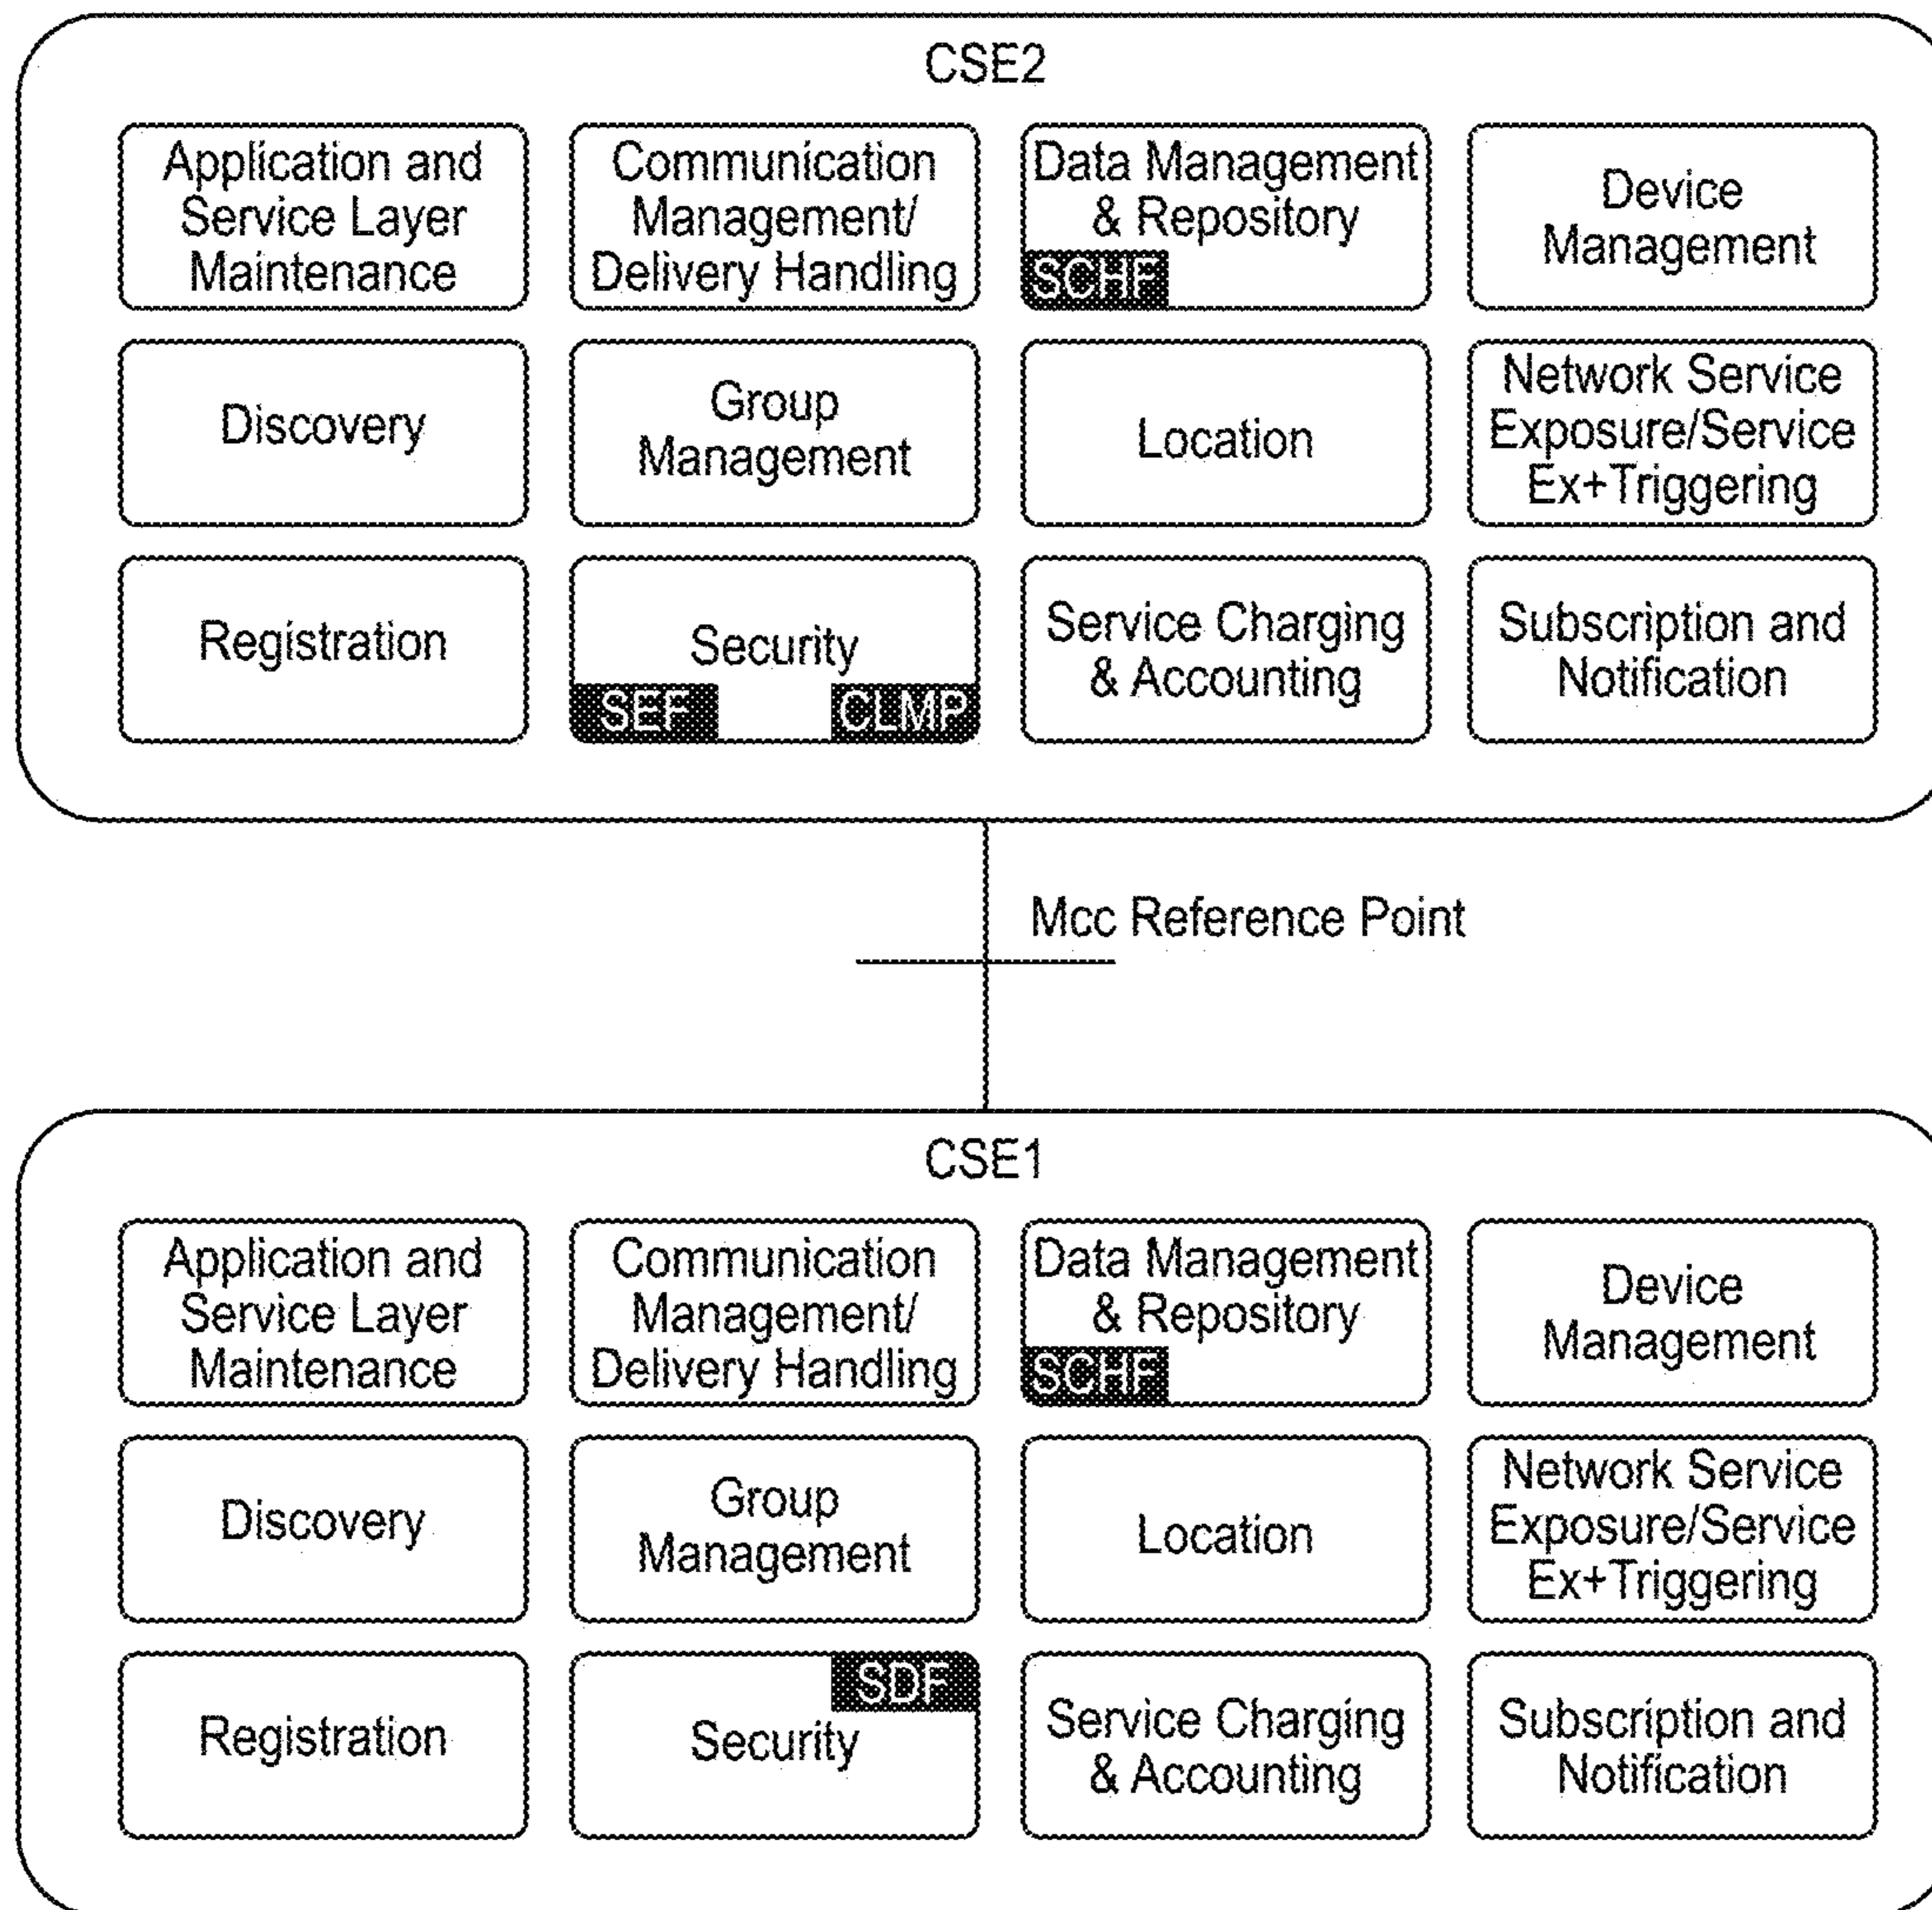 CSE2
Application and
Service Layer
Maintenance
Communication
Management/
Delivery Handling
Data Management
& Repository
SCHF
Device
Management
Discovery
Group
Management
Location
Network Service
Exposure/Service
Ex+Triggering
Registration
Security
SEF
CLMP
Service Charging
& Accounting
Subscription and
Notification
Mcc Reference Point
CSE1
Application and
Service Layer
Maintenance
Communication
Management/
Delivery Handling
Data Management
& Repository
SCHF
Device
Management
Discovery
Group
Management
Location
Network Service
Exposure/Service
Ex+Triggering
Registration
SDF
Security
Service Charging
& Accounting
Subscription and
Notification